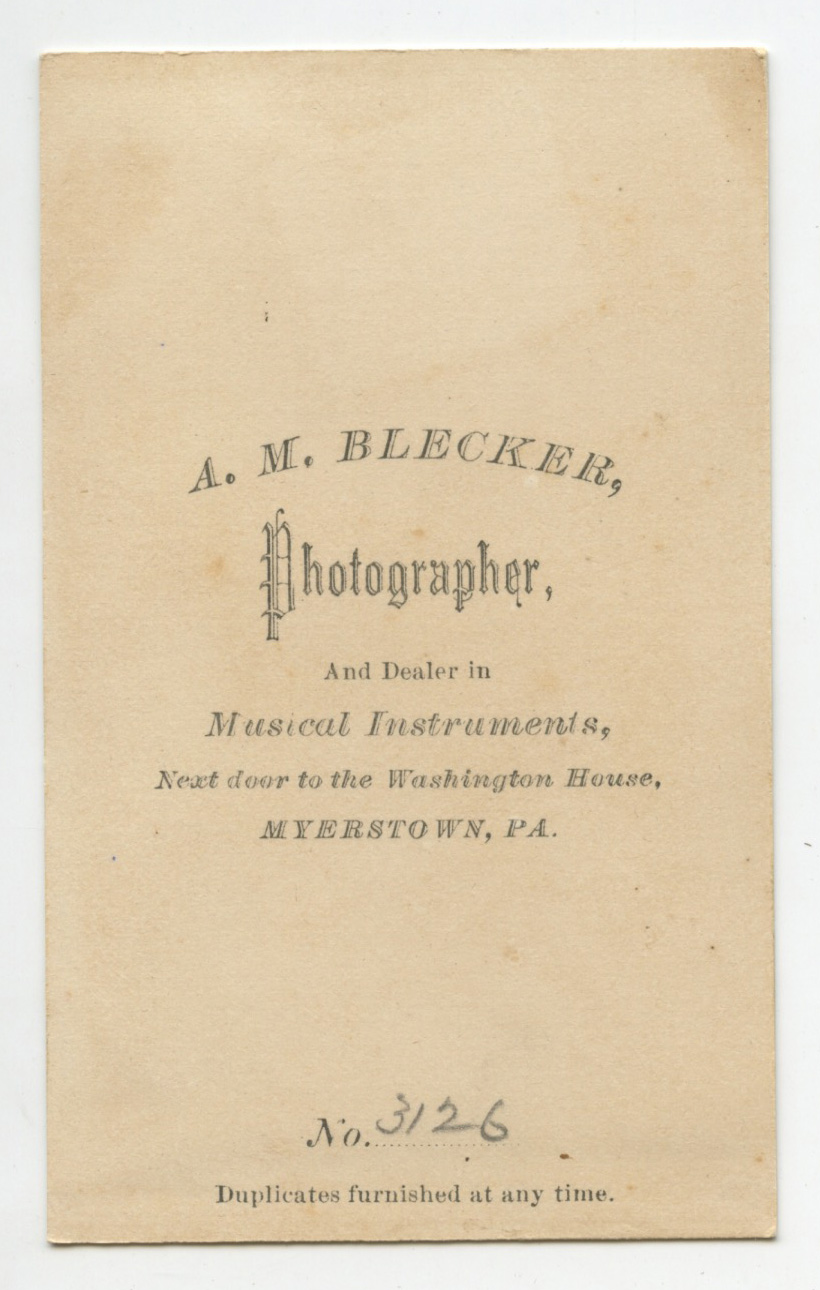 A. M. BLECKER,
Photographer,
And Dealer in
Musical Instruments,
Next door to the Washington House,
MYERSTOWN, PA.
No. 3126
Duplicates furnished at any time.